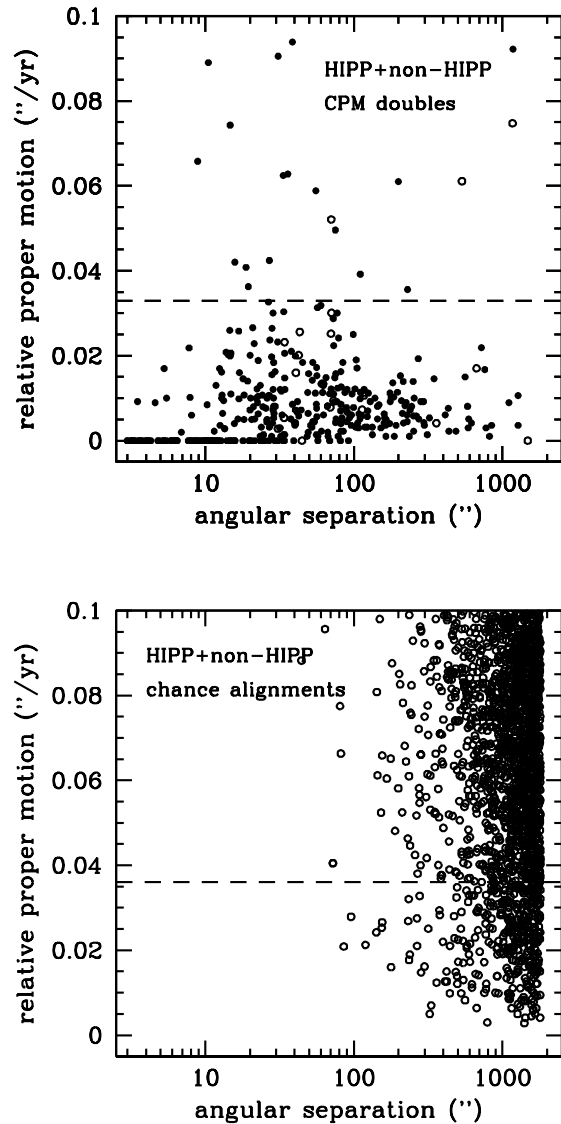 0.1
HIPP+non-HIPP
CPM doubles
0.08
0.06
0.04
0.02
0
relative proper motion (″/yr)
10
100
1000
angular separation (″)
0.1
HIPP+non-HIPP
chance alignments
0.08
0.06
0.04
0.02
0
relative proper motion (″/yr)
10
100
1000
angular separation (″)